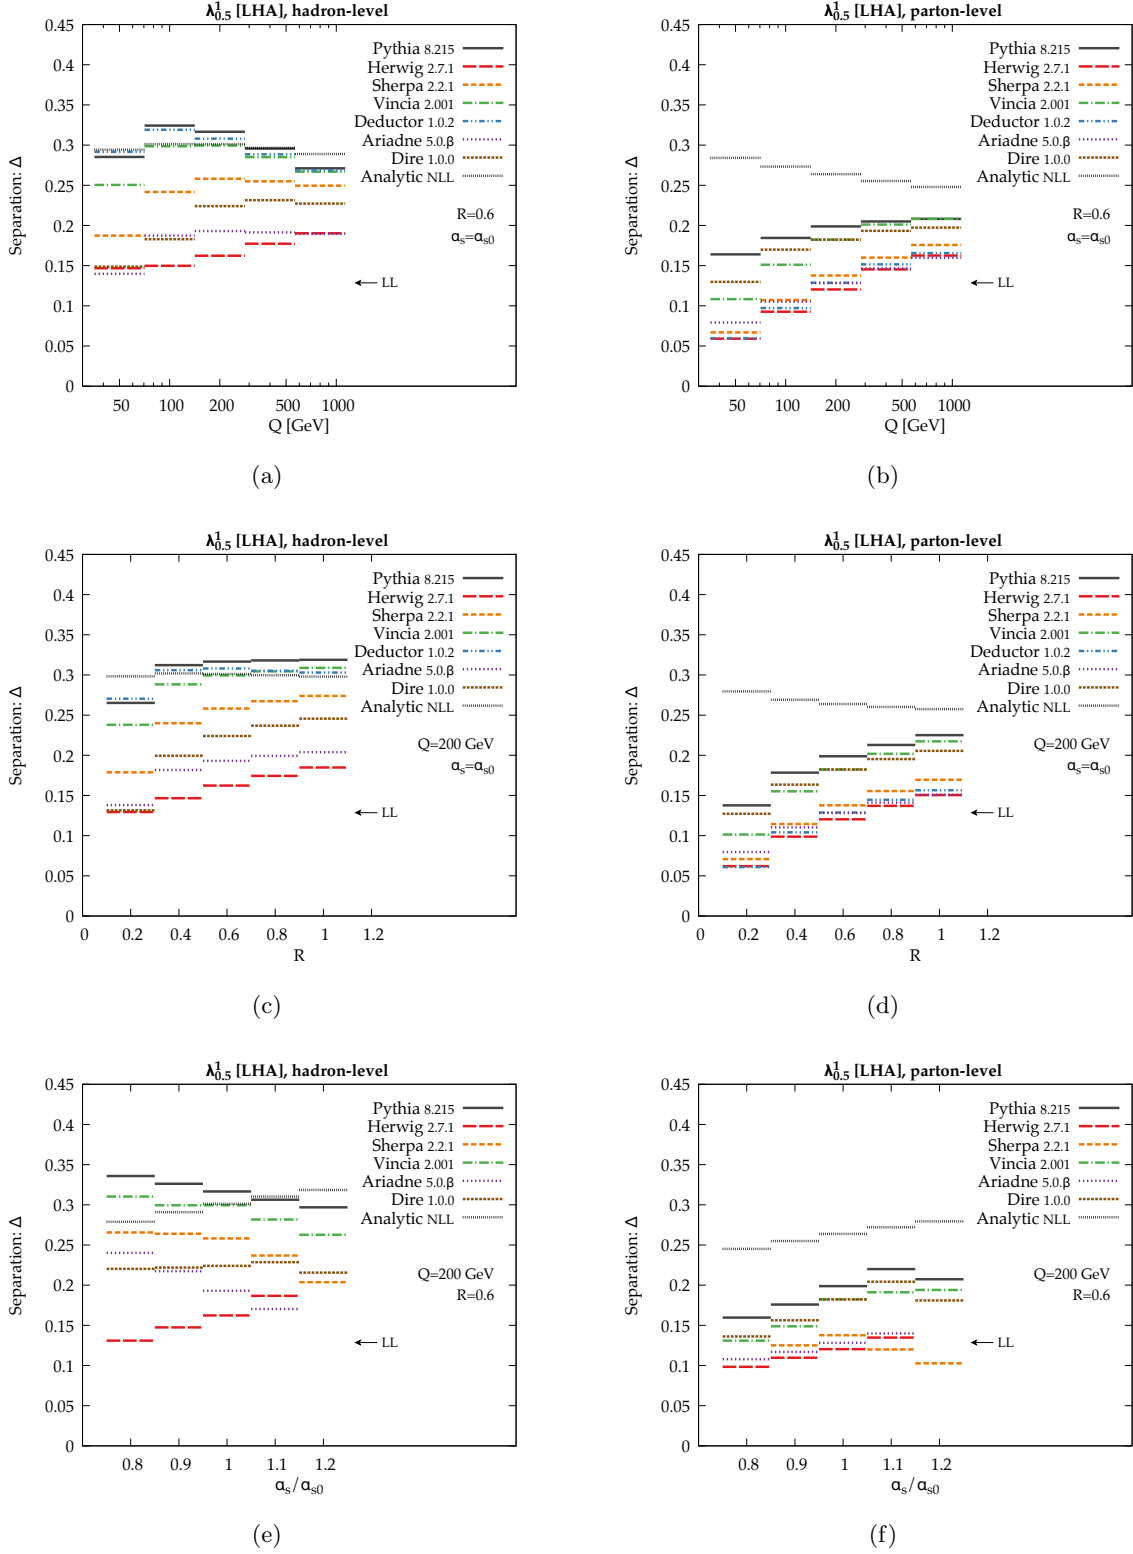 λ¹₀.₅ [LHA], hadron-level
Separation: Δ
0.45
0.4
0.35
0.3
0.25
0.2
0.15
0.1
0.05
0
Pythia 8.215
Herwig 2.7.1
Sherpa 2.2.1
Vincia 2.001
Deductor 1.0.2
Ariadne 5.0.β
Dire 1.0.0
Analytic NLL
R=0.6
αs=αs0
LL
50 100 200 500 1000
Q [GeV]
(a)
λ¹₀.₅ [LHA], parton-level
Separation: Δ
0.45
0.4
0.35
0.3
0.25
0.2
0.15
0.1
0.05
0
Pythia 8.215
Herwig 2.7.1
Sherpa 2.2.1
Vincia 2.001
Deductor 1.0.2
Ariadne 5.0.β
Dire 1.0.0
Analytic NLL
R=0.6
αs=αs0
LL
50 100 200 500 1000
Q [GeV]
(b)
λ¹₀.₅ [LHA], hadron-level
Separation: Δ
0.45
0.4
0.35
0.3
0.25
0.2
0.15
0.1
0.05
0
Pythia 8.215
Herwig 2.7.1
Sherpa 2.2.1
Vincia 2.001
Deductor 1.0.2
Ariadne 5.0.β
Dire 1.0.0
Analytic NLL
Q=200 GeV
αs=αs0
LL
0 0.2 0.4 0.6 0.8 1 1.2
R
(c)
λ¹₀.₅ [LHA], parton-level
Separation: Δ
0.45
0.4
0.35
0.3
0.25
0.2
0.15
0.1
0.05
0
Pythia 8.215
Herwig 2.7.1
Sherpa 2.2.1
Vincia 2.001
Deductor 1.0.2
Ariadne 5.0.β
Dire 1.0.0
Analytic NLL
Q=200 GeV
αs=αs0
LL
0 0.2 0.4 0.6 0.8 1 1.2
R
(d)
λ¹₀.₅ [LHA], hadron-level
Separation: Δ
0.45
0.4
0.35
0.3
0.25
0.2
0.15
0.1
0.05
0
Pythia 8.215
Herwig 2.7.1
Sherpa 2.2.1
Vincia 2.001
Ariadne 5.0.β
Dire 1.0.0
Analytic NLL
Q=200 GeV
R=0.6
LL
0.8 0.9 1 1.1 1.2
αs/αs0
(e)
λ¹₀.₅ [LHA], parton-level
Separation: Δ
0.45
0.4
0.35
0.3
0.25
0.2
0.15
0.1
0.05
0
Pythia 8.215
Herwig 2.7.1
Sherpa 2.2.1
Vincia 2.001
Ariadne 5.0.β
Dire 1.0.0
Analytic NLL
Q=200 GeV
R=0.6
LL
0.8 0.9 1 1.1 1.2
αs/αs0
(f)